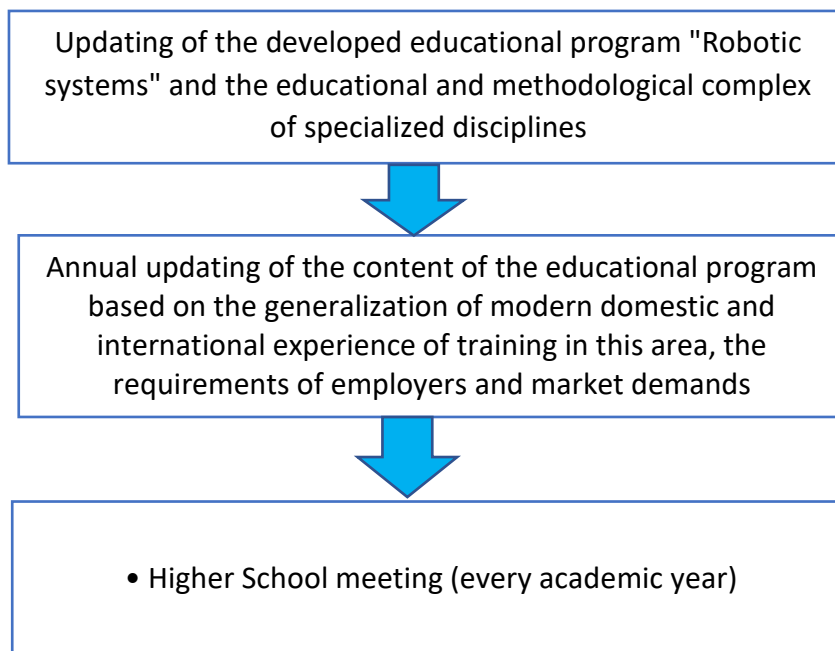 Updating of the developed educational program "Robotic
systems" and the educational and methodological complex
of specialized disciplines
Annual updating of the content of the educational program
based on the generalization of modern domestic and
international experience of training in this area, the
requirements of employers and market demands
• Higher School meeting (every academic year)